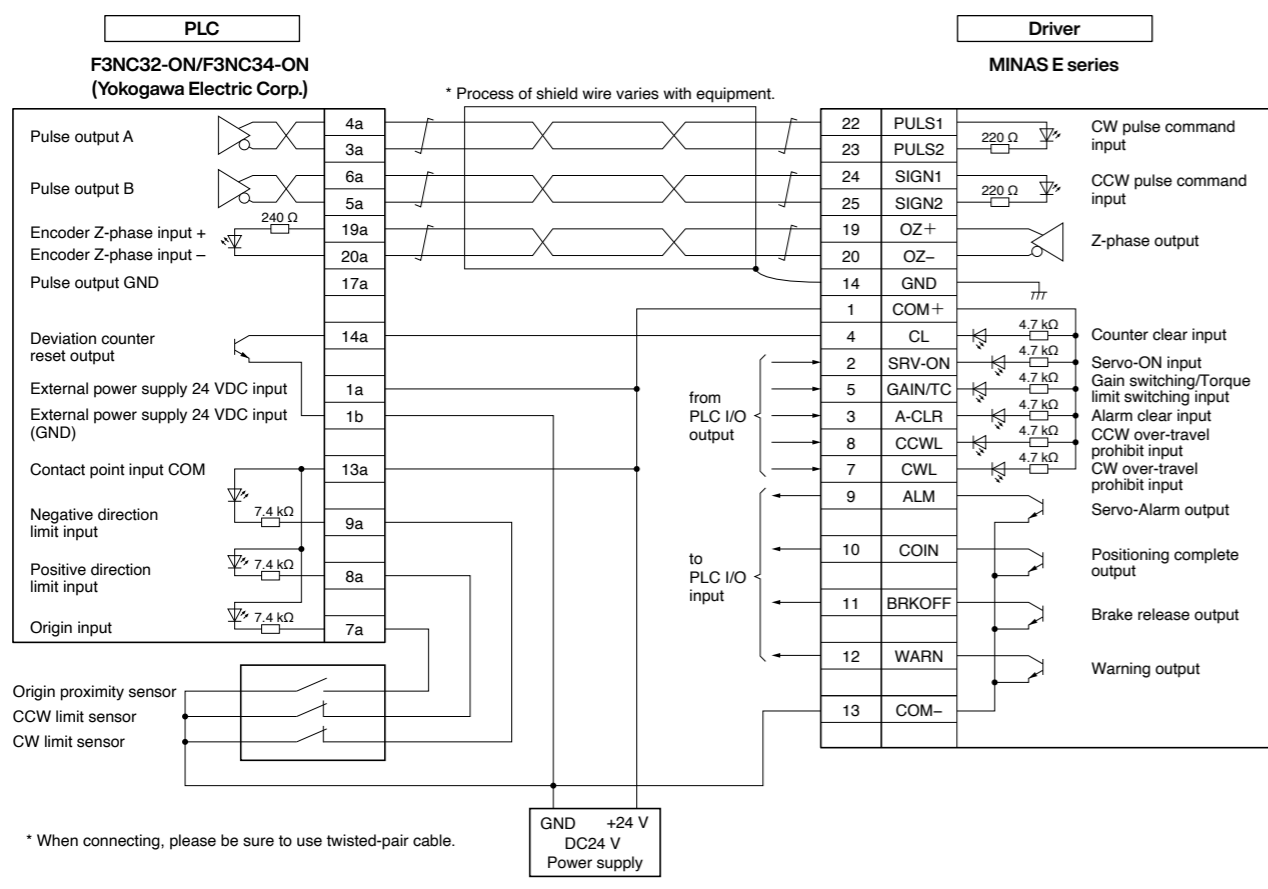 PLC
Driver
F3NC32-ON/F3NC34-ON
(Yokogawa Electric Corp.)
MINAS E series
* Process of shield wire varies with equipment.
Pulse output A
4a
3a
Pulse output B
6a
5a
240 Ω
Encoder Z-phase input +
19a
Encoder Z-phase input –
20a
Pulse output GND
17a
Deviation counter
reset output
14a
External power supply 24 VDC input
1a
External power supply 24 VDC input
(GND)
1b
Contact point input COM
13a
Negative direction
limit input
7.4 kΩ
9a
Positive direction
limit input
7.4 kΩ
8a
Origin input
7.4 kΩ
7a
Origin proximity sensor
CCW limit sensor
CW limit sensor
from
PLC I/O
output
to
PLC I/O
input
22 PULS1
23 PULS2
220 Ω
CW pulse command
input
24 SIGN1
25 SIGN2
220 Ω
CCW pulse command
input
19 OZ+
20 OZ–
Z-phase output
14 GND
1 COM+
4 CL
4.7 kΩ
Counter clear input
2 SRV-ON
4.7 kΩ
Servo-ON input
5 GAIN/TC
4.7 kΩ
Gain switching/Torque
limit switching input
3 A-CLR
4.7 kΩ
Alarm clear input
8 CCWL
4.7 kΩ
CCW over-travel
prohibit input
7 CWL
4.7 kΩ
CW over-travel
prohibit input
9 ALM
Servo-Alarm output
10 COIN
Positioning complete
output
11 BRKOFF
Brake release output
12 WARN
Warning output
13 COM–
GND +24 V
DC24 V
Power supply
* When connecting, please be sure to use twisted-pair cable.